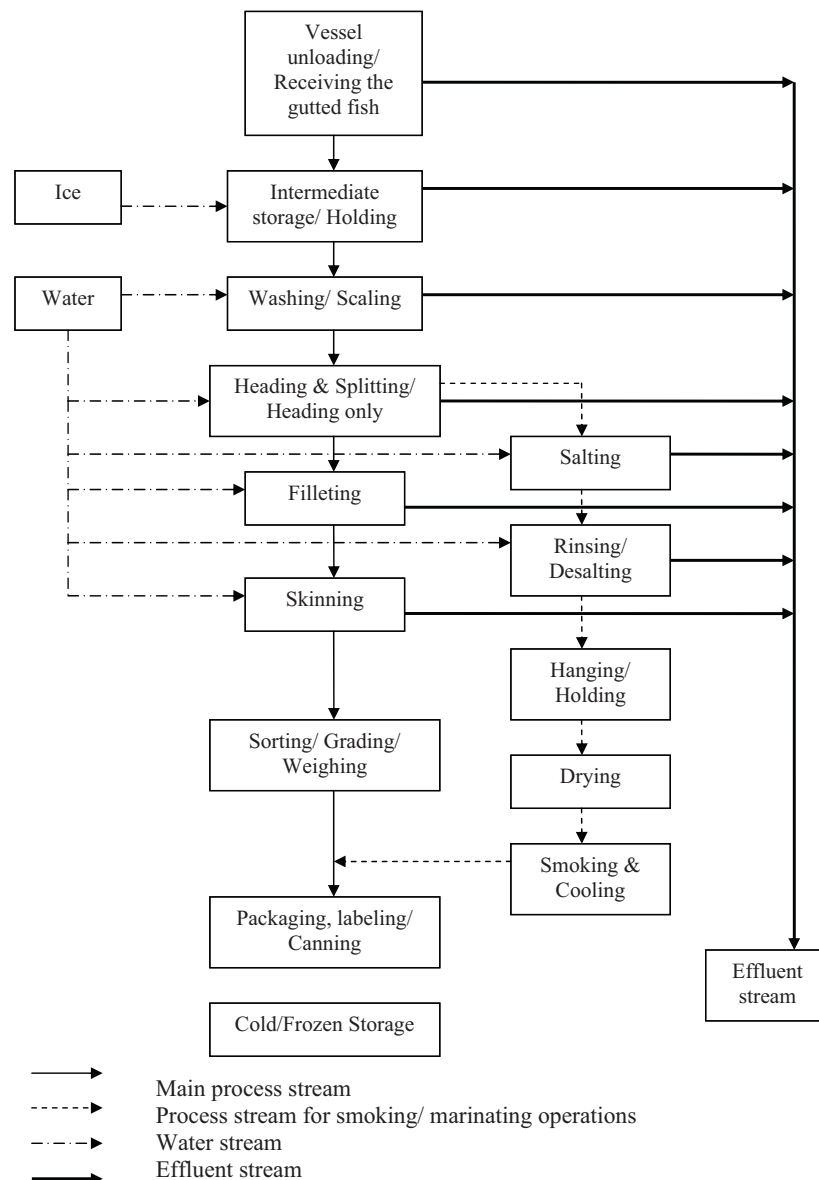 Vessel
unloading/
Receiving the
gutted fish
Ice
Intermediate
storage/ Holding
Water
Washing/ Scaling
Heading & Splitting/
Heading only
Salting
Filleting
Rinsing/
Desalting
Skinning
Hanging/
Holding
Sorting/ Grading/
Weighing
Drying
Smoking &
Cooling
Packaging, labeling/
Canning
Effluent
stream
Cold/Frozen Storage
Main process stream
Process stream for smoking/ marinating operations
Water stream
Effluent stream